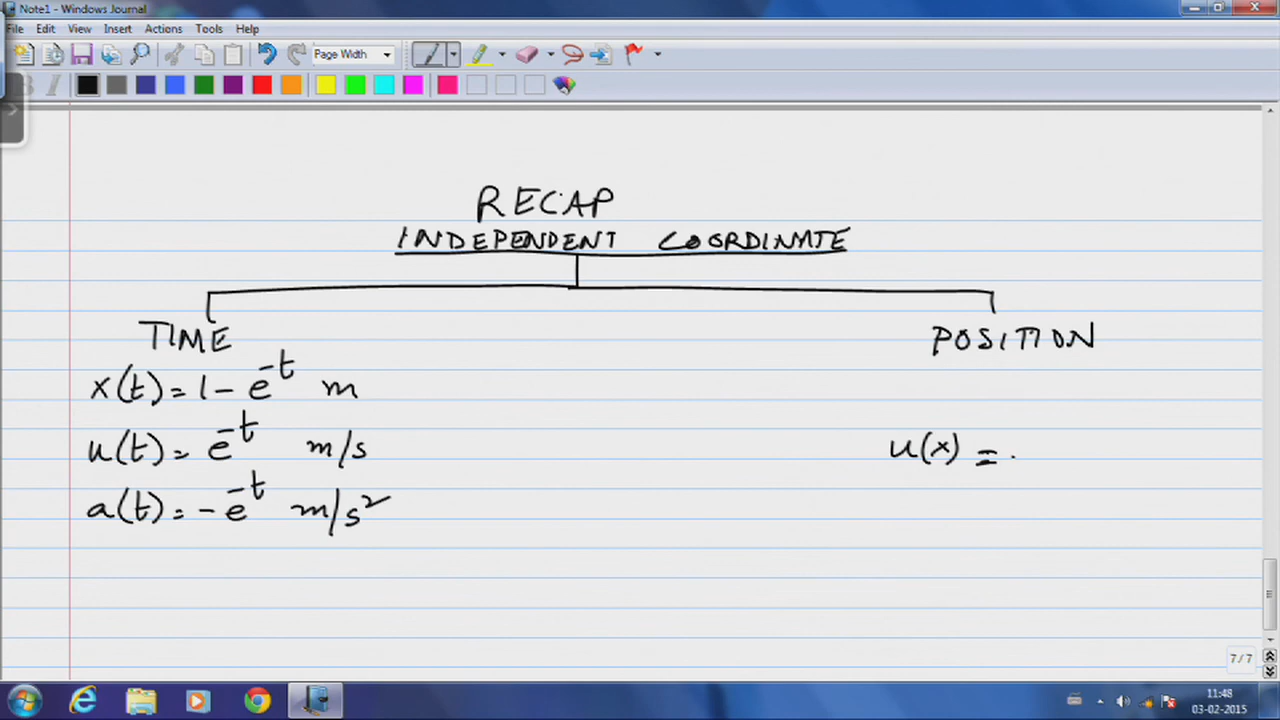 Note1 - Windows Journal
File Edit View Insert Actions Tools Help
Page Width
RECAP
INDEPENDENT COORDINATE
TIME
POSITION
x(t) = 1 - e^-t m
u(t) = e^-t m/s
u(x) =
a(t) = - e^-t m/s²
7/7
11:48
03-02-2015